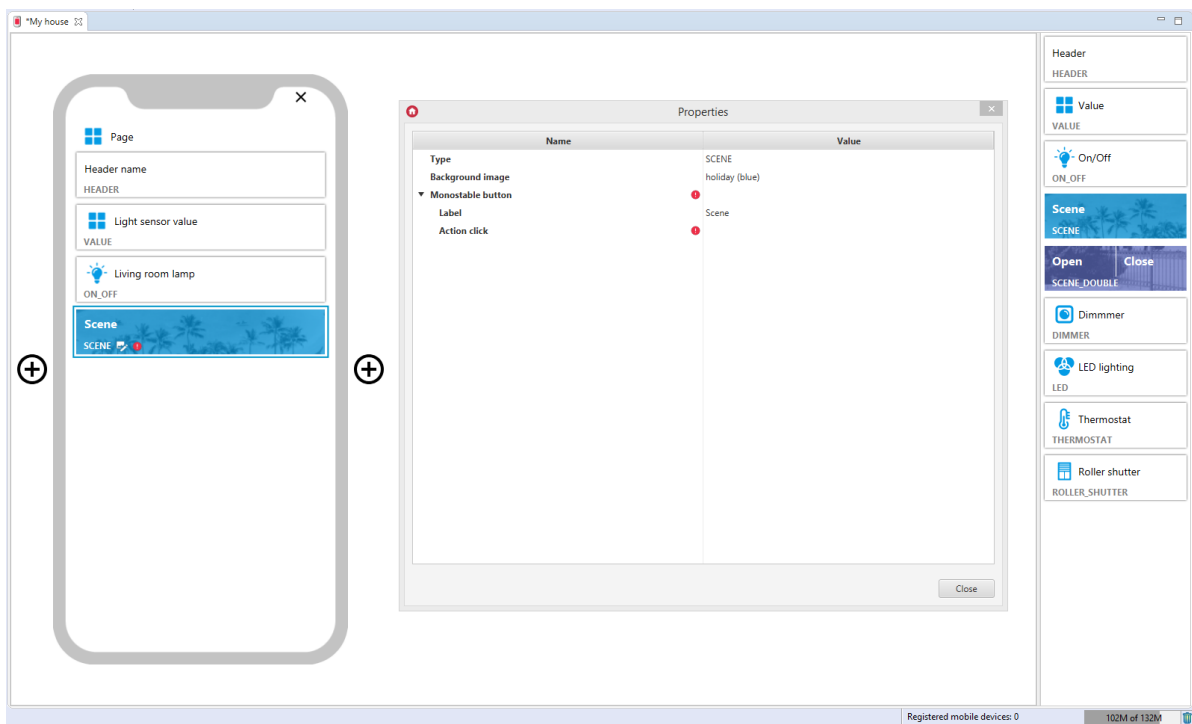 *My house
Page
Header name
HEADER
Light sensor value
VALUE
Living room lamp
ON_OFF
Scene
SCENE
Properties
Name Value
Type SCENE
Background image holiday (blue)
Monostable button
Label Scene
Action click
Close
Header
HEADER
Value
VALUE
On/Off
ON_OFF
Scene
SCENE
Open Close
SCENE_DOUBLE
Dimmmer
DIMMER
LED lighting
LED
Thermostat
THERMOSTAT
Roller shutter
ROLLER_SHUTTER
Registered mobile devices: 0
102M of 132M